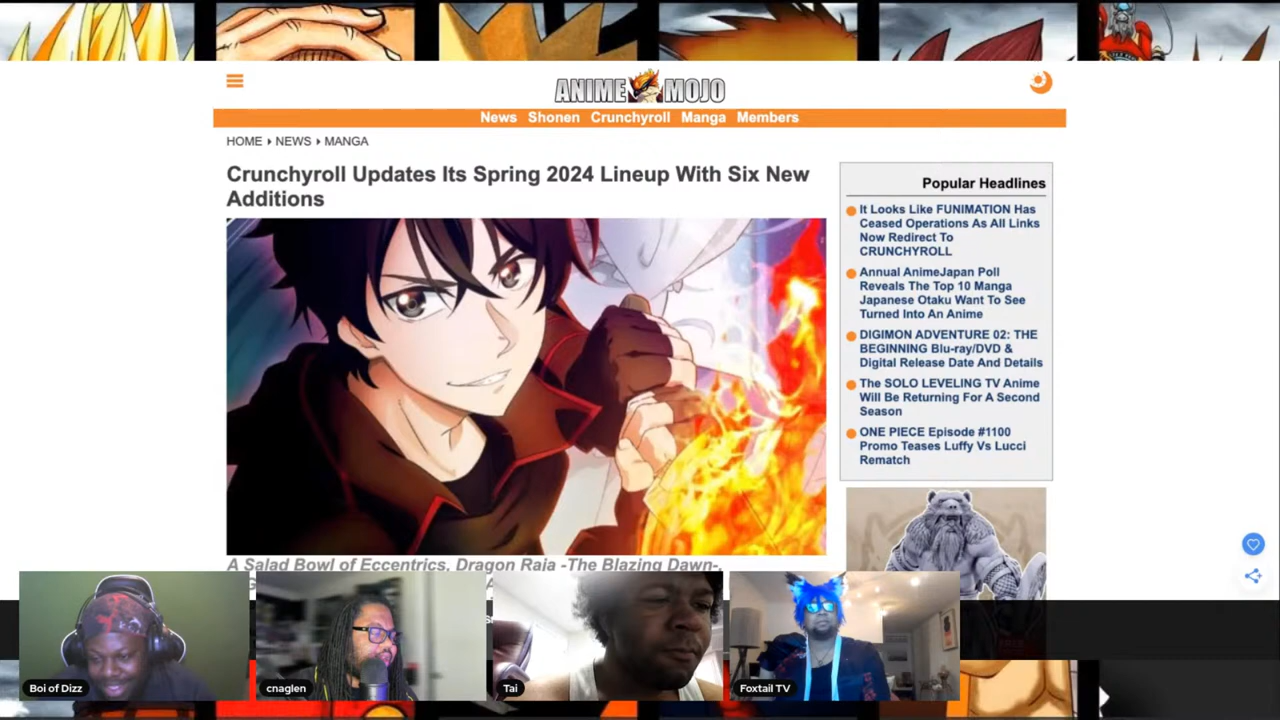 ANIME MOJO
News Shonen Crunchyroll Manga Members
HOME NEWS MANGA
Crunchyroll Updates Its Spring 2024 Lineup With Six New
Additions
A Salad Bowl of Eccentrics, Dragon Raja -The Blazing Dawn-,
Popular Headlines
It Looks Like FUNIMATION Has
Ceased Operations As All Links
Now Redirect To
CRUNCHYROLL
Annual AnimeJapan Poll
Reveals The Top 10 Manga
Japanese Otaku Want To See
Turned Into An Anime
DIGIMON ADVENTURE 02: THE
BEGINNING Blu-ray/DVD &
Digital Release Date And Details
The SOLO LEVELING TV Anime
Will Be Returning For A Second
Season
ONE PIECE Episode #1100
Promo Teases Luffy Vs Lucci
Rematch
Boi of Dizz
cnaglen
Tai
Foxtail TV